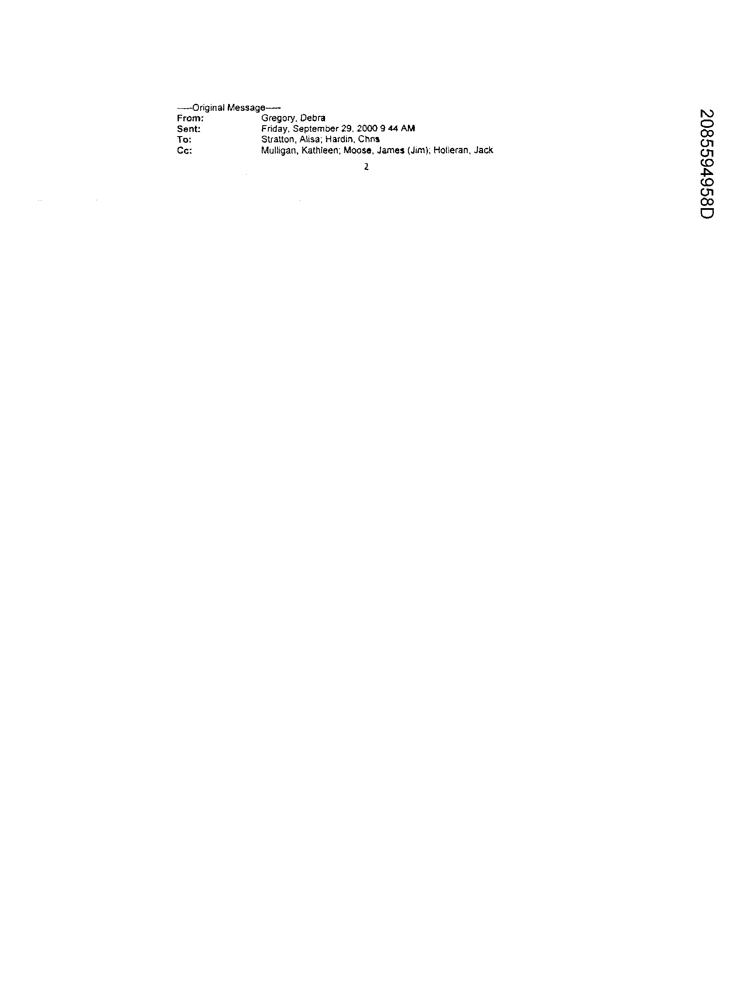 -----Original Message-----
From: Gregory, Debra
Sent: Friday, September 29, 2000 9 44 AM
To: Stratton, Alisa; Hardin, Chris
Cc: Mulligan, Kathleen; Moose, James (Jim); Holleran, Jack
2
2085594958D